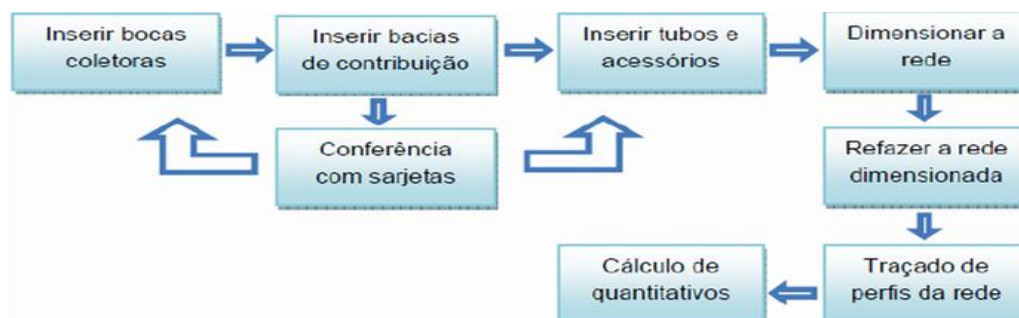 Inserir bocas
coletoras
Inserir bacias
de contribuição
Inserir tubos e
acessórios
Dimensionar a
rede
Conferência
com sarjetas
Refazer a rede
dimensionada
Cálculo de
quantitativos
Traçado de
perfis da rede